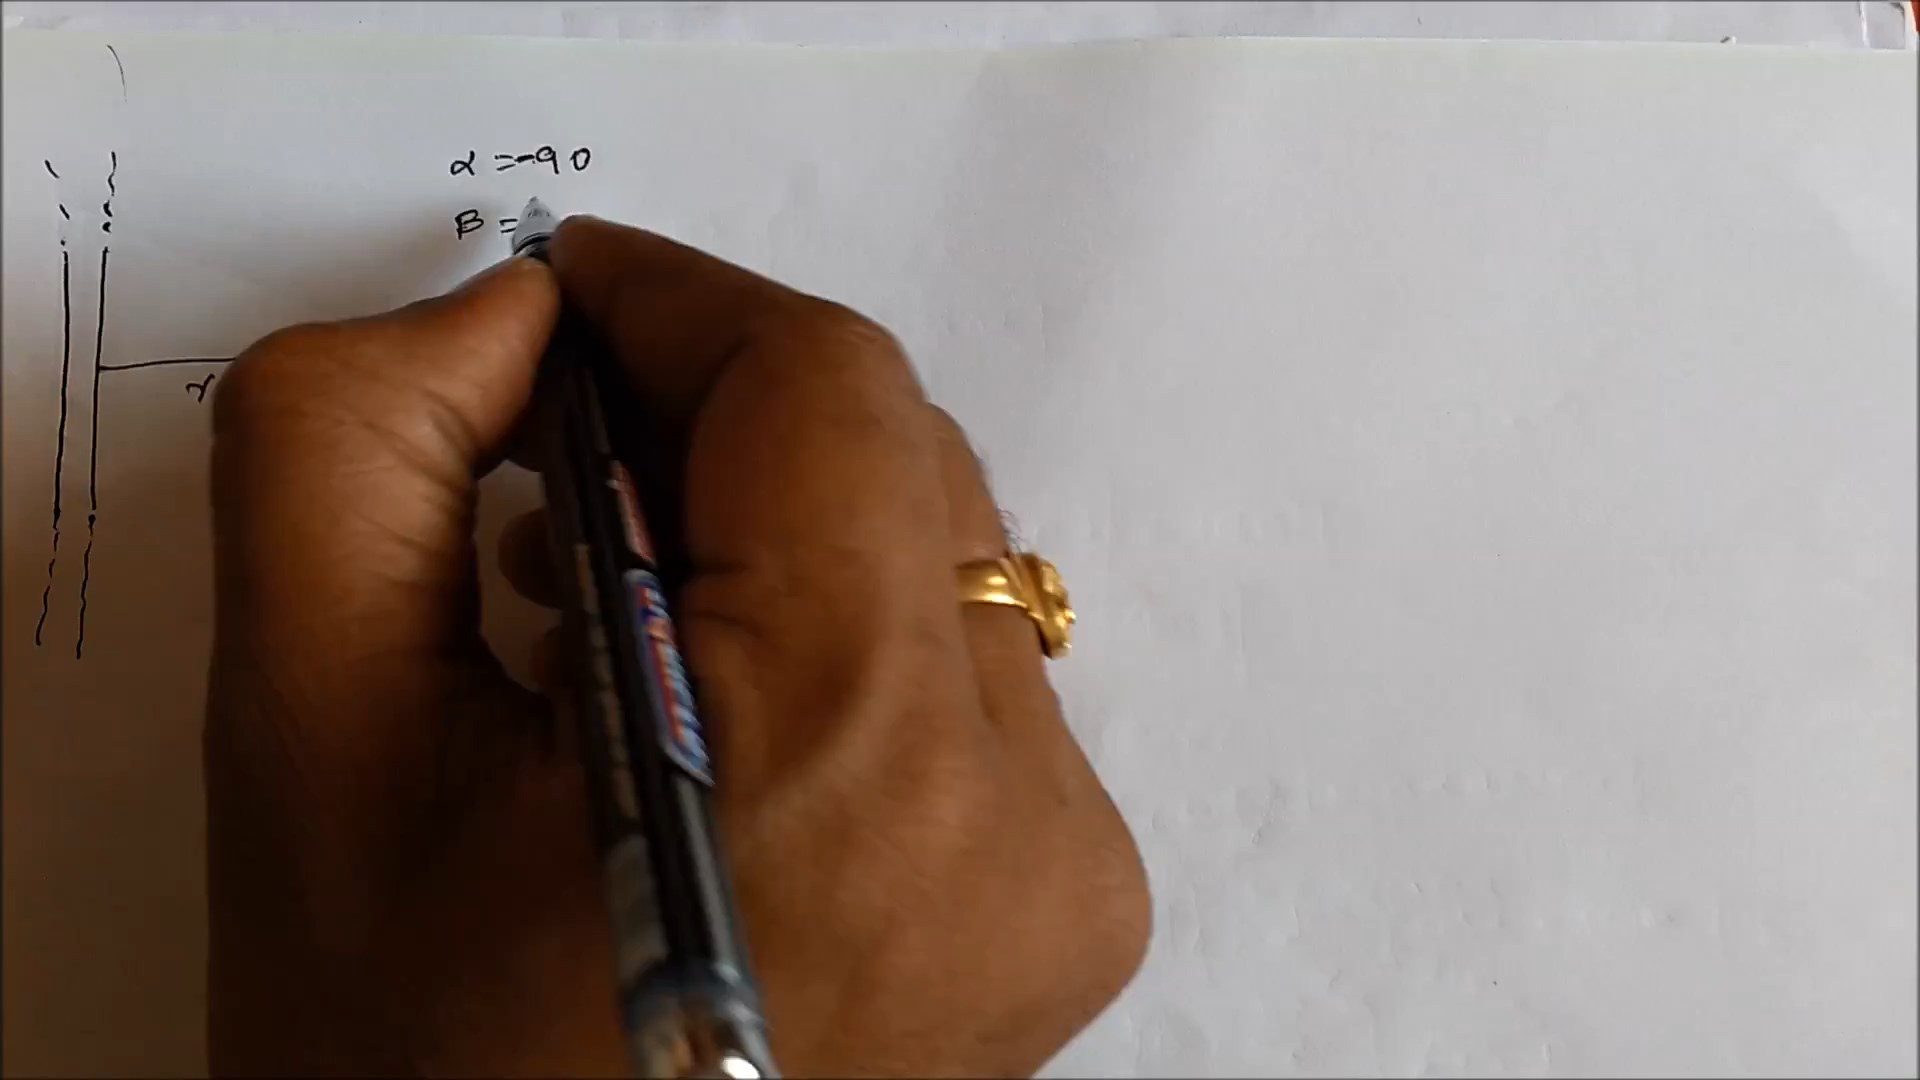 α = -90
β =
r